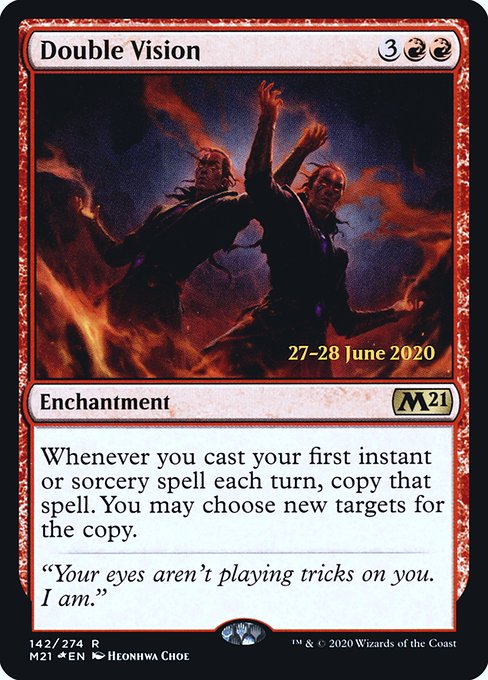 Double Vision 3
27–28 June 2020
Enchantment M21
Whenever you cast your first instant
or sorcery spell each turn, copy that
spell. You may choose new targets for
the copy.
“Your eyes aren’t playing tricks on you.
I am.”
142/274 R
M21 ★ EN Heonhwa Choe
™ & © 2020 Wizards of the Coast